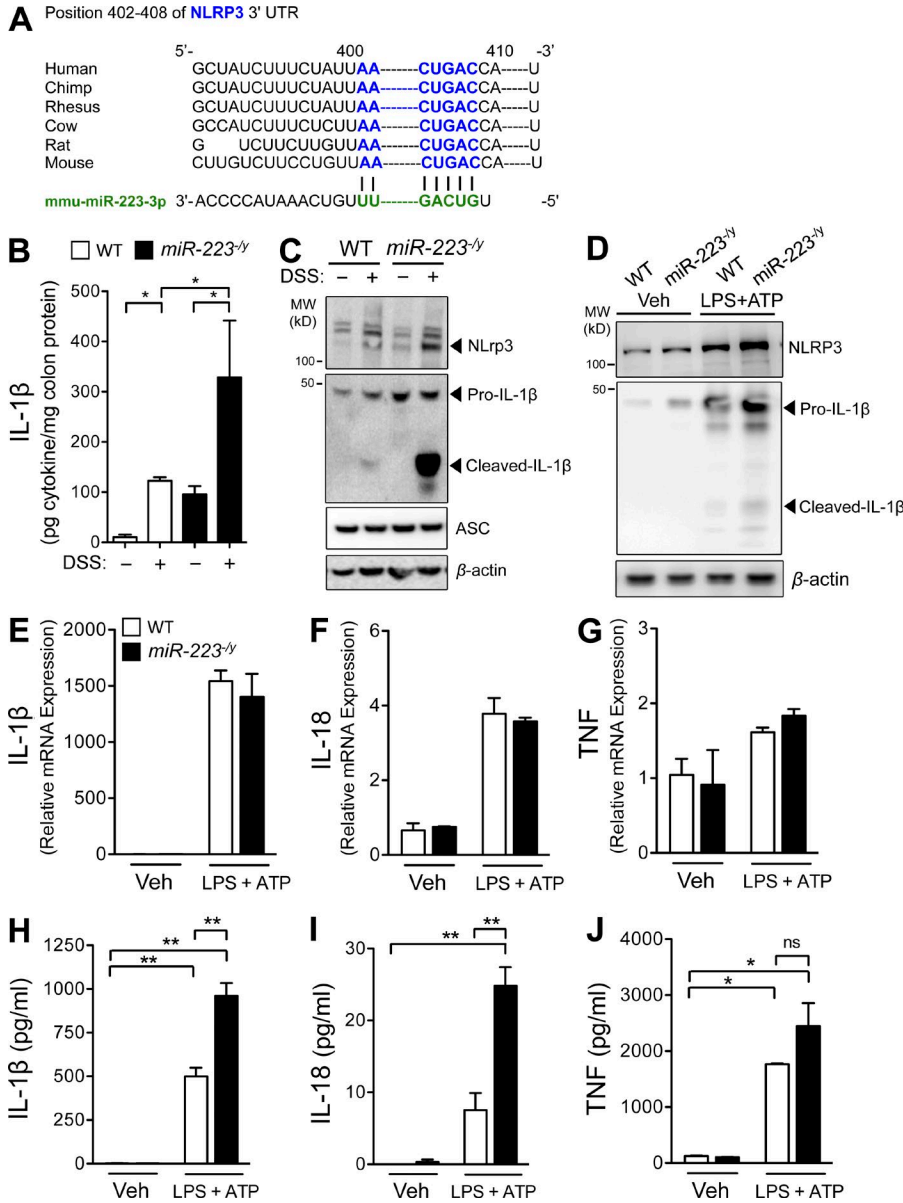 A
Position 402-408 of NLRP3 3' UTR
5'- 400 410 -3'
Human GCUAUCUUUCUAUUAA-------CUGACCA-----U
Chimp GCUAUCUUUCUAUUAA-------CUGACCA-----U
Rhesus GCUAUCUUUCUAUUAA-------CUGACCA-----U
Cow GCCAUCUUUCUCUUAA-------CUGACCA-----U
Rat G UCUUCUUGUUAA-------CUGACCA-----U
Mouse CUUGUCUUCCUGUUAA-------CUGACCA-----U
mmu-miR-223-3p 3'-ACCCCAUAAACUGUUU-------GACUGU -5'
B
WT miR-223-/y
IL-1β
(pg cytokine/mg colon protein)
500
400
300
200
100
0
* * *
DSS: – + – +
C
WT miR-223-/y
DSS: – + – +
MW
(kD)
NLrp3
100
50
Pro-IL-1β
Cleaved-IL-1β
ASC
β-actin
D
WT miR-223-/y WT miR-223-/y
Veh LPS+ATP
MW
(kD)
NLRP3
100
50
Pro-IL-1β
Cleaved-IL-1β
β-actin
E
WT
miR-223-/y
IL-1β
(Relative mRNA Expression)
2000
1500
1000
500
0
Veh LPS + ATP
F
IL-18
(Relative mRNA Expression)
6
4
2
0
Veh LPS + ATP
G
TNF
(Relative mRNA Expression)
3
2
1
0
Veh LPS + ATP
H
IL-1β (pg/ml)
1250
1000
750
500
250
0
**
**
**
Veh LPS + ATP
I
IL-18 (pg/ml)
30
20
10
0
**
**
Veh LPS + ATP
J
TNF (pg/ml)
4000
3000
2000
1000
0
ns
*
*
Veh LPS + ATP